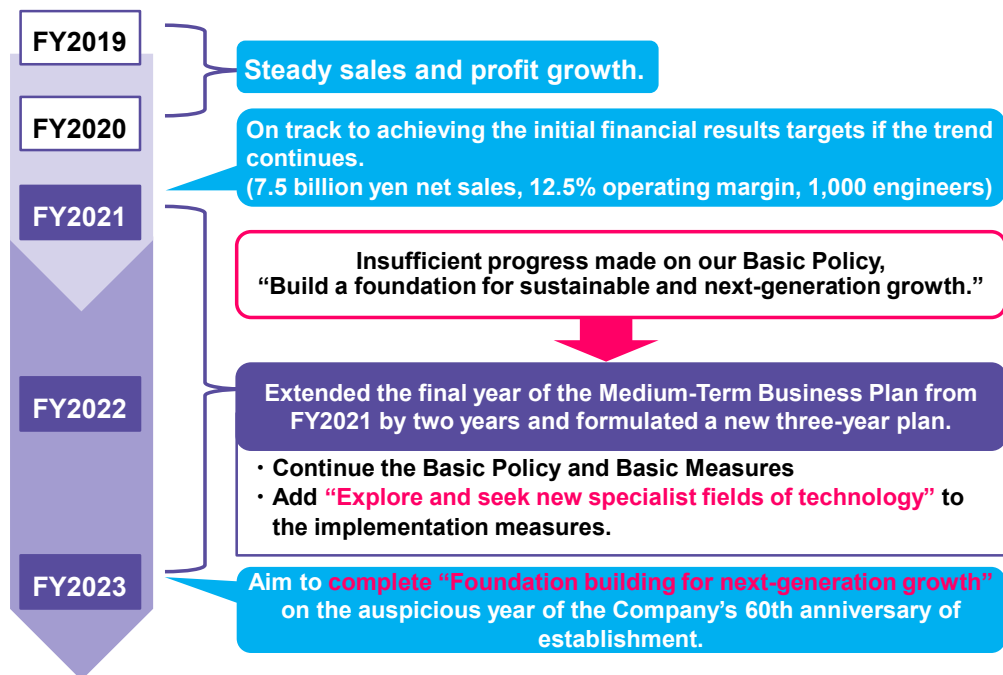 FY2019
Steady sales and profit growth.
FY2020
On track to achieving the initial financial results targets if the trend
continues.
(7.5 billion yen net sales, 12.5% operating margin, 1,000 engineers)
FY2021
Insufficient progress made on our Basic Policy,
“Build a foundation for sustainable and next-generation growth.”
FY2022
Extended the final year of the Medium-Term Business Plan from
FY2021 by two years and formulated a new three-year plan.
・Continue the Basic Policy and Basic Measures
・Add “Explore and seek new specialist fields of technology” to
the implementation measures.
FY2023
Aim to complete “Foundation building for next-generation growth”
on the auspicious year of the Company’s 60th anniversary of
establishment.